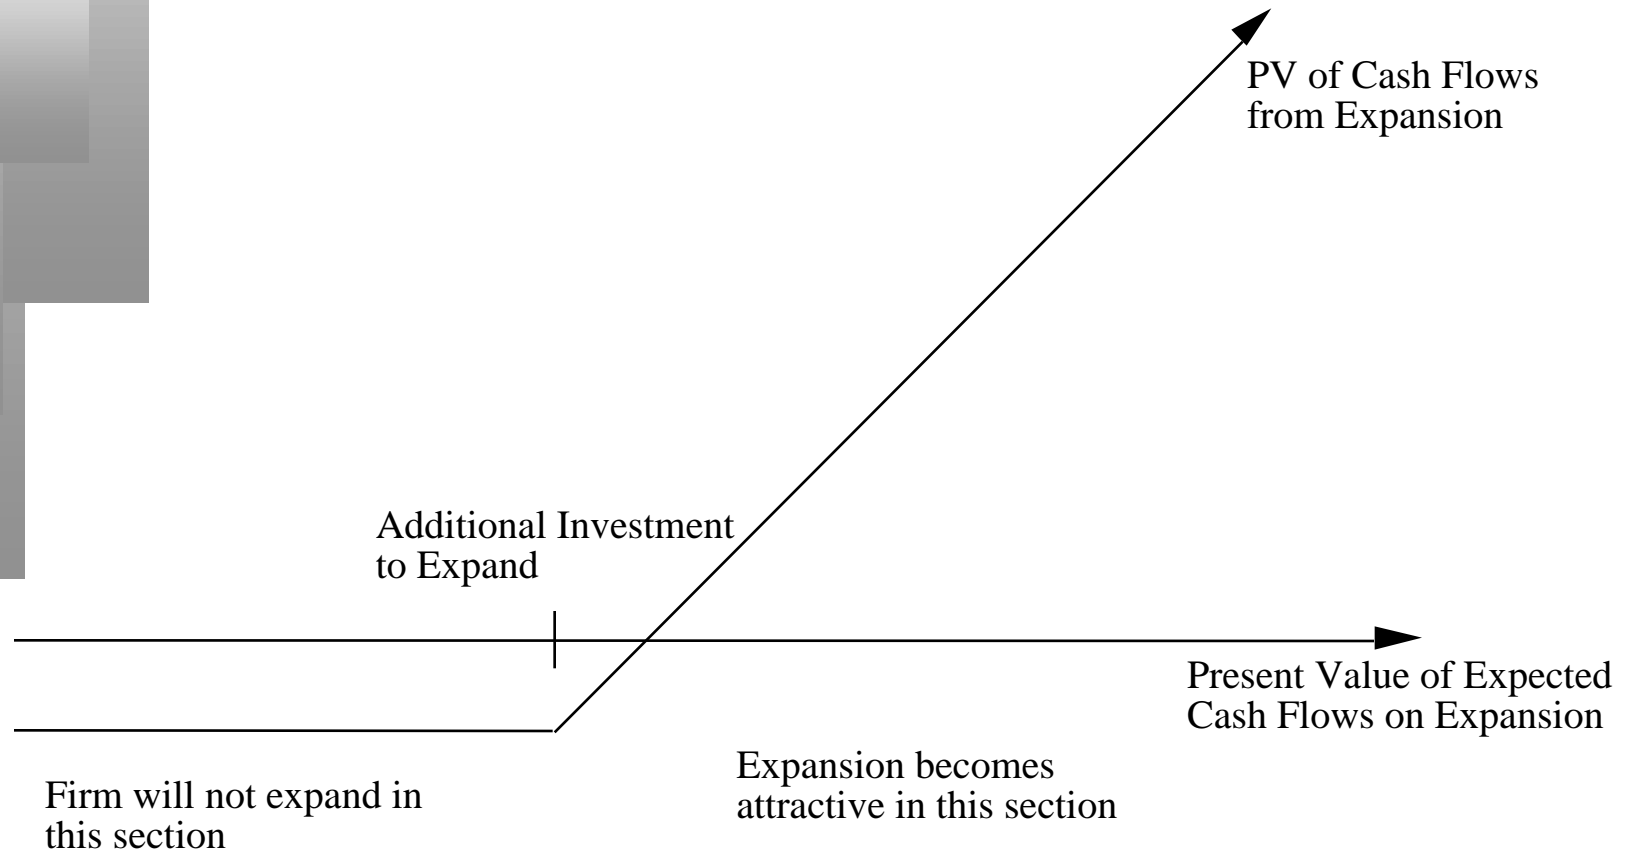 PV of Cash Flows
from Expansion
Additional Investment
to Expand
Present Value of Expected
Cash Flows on Expansion
Expansion becomes
attractive in this section
Firm will not expand in
this section